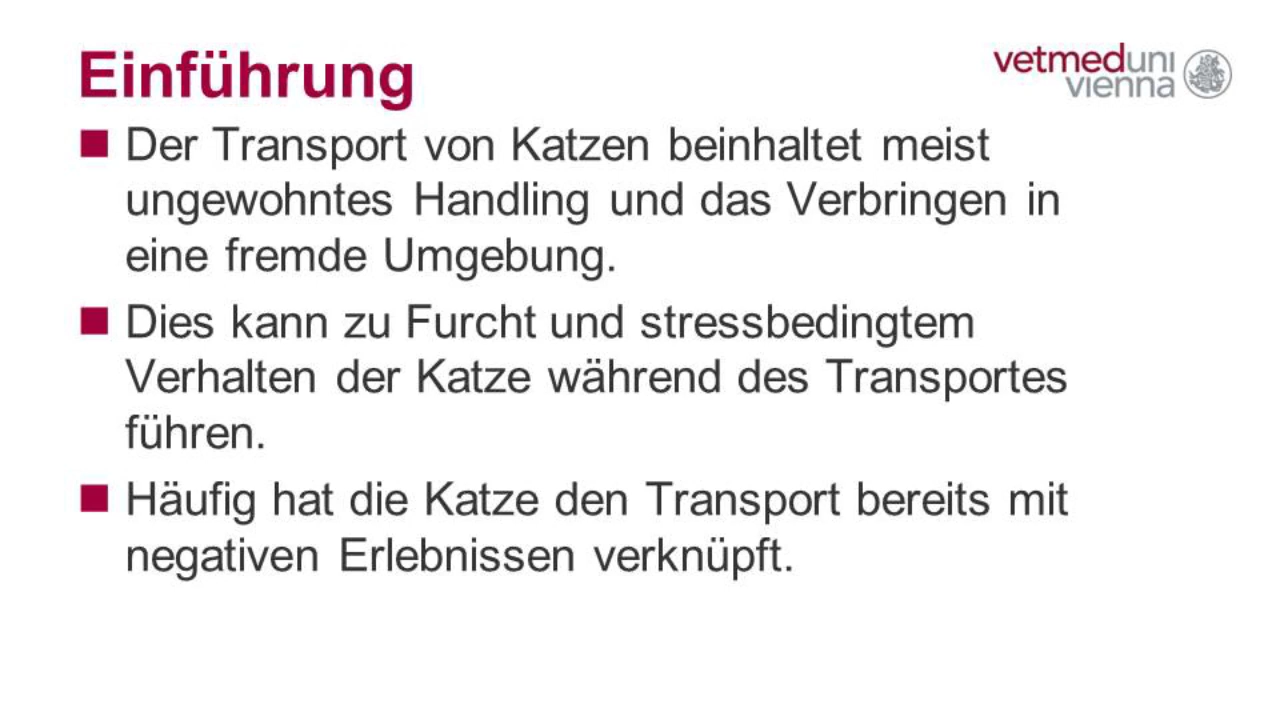 Einführung
vetmeduni
vienna
Der Transport von Katzen beinhaltet meist
ungewohntes Handling und das Verbringen in
eine fremde Umgebung.
Dies kann zu Furcht und stressbedingtem
Verhalten der Katze während des Transportes
führen.
Häufig hat die Katze den Transport bereits mit
negativen Erlebnissen verknüpft.